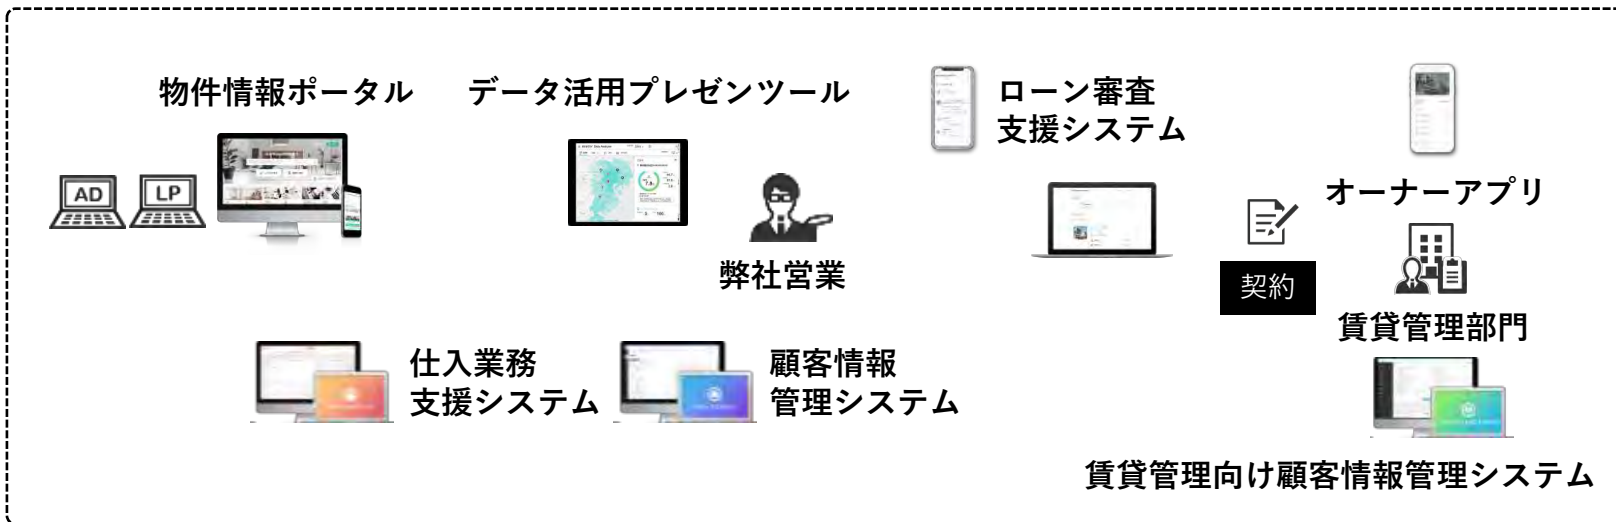 物件情報ポータル
データ活用プレゼンツール
ローン審査
支援システム
AD
LP
弊社営業
契約
オーナーアプリ
賃貸管理部門
仕入業務
支援システム
顧客情報
管理システム
賃貸管理向け顧客情報管理システム